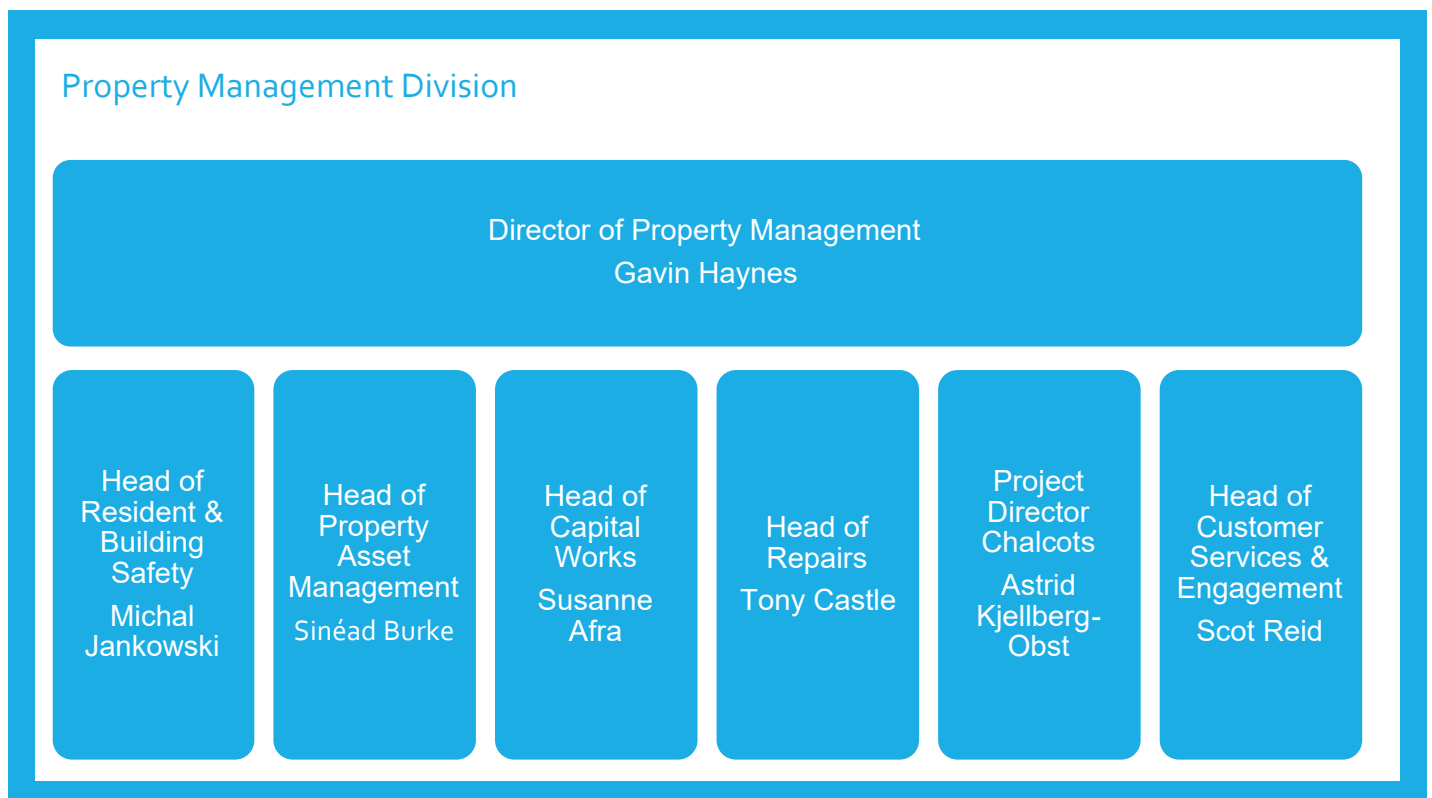 Property Management Division
Director of Property Management
Gavin Haynes
Head of
Resident &
Building
Safety
Michal
Jankowski
Head of
Property
Asset
Management
Sinéad Burke
Head of
Capital
Works
Susanne
Afra
Head of
Repairs
Tony Castle
Project
Director
Chalcots
Astrid
Kjellberg-
Obst
Head of
Customer
Services &
Engagement
Scot Reid